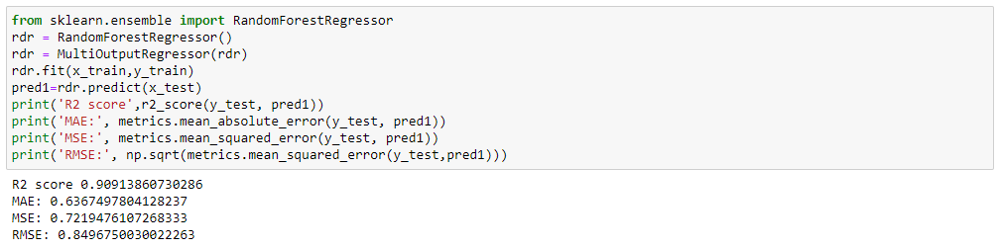 from sklearn.ensemble import RandomForestRegressor
rdr = RandomForestRegressor()
rdr = MultiOutputRegressor(rdr)
rdr.fit(x_train,y_train)
pred1=rdr.predict(x_test)
print('R2 score',r2_score(y_test, pred1))
print('MAE:', metrics.mean_absolute_error(y_test, pred1))
print('MSE:', metrics.mean_squared_error(y_test, pred1))
print('RMSE:', np.sqrt(metrics.mean_squared_error(y_test,pred1)))
R2 score 0.90913860730286
MAE: 0.6367497804128237
MSE: 0.7219476107268333
RMSE: 0.8496750030022263